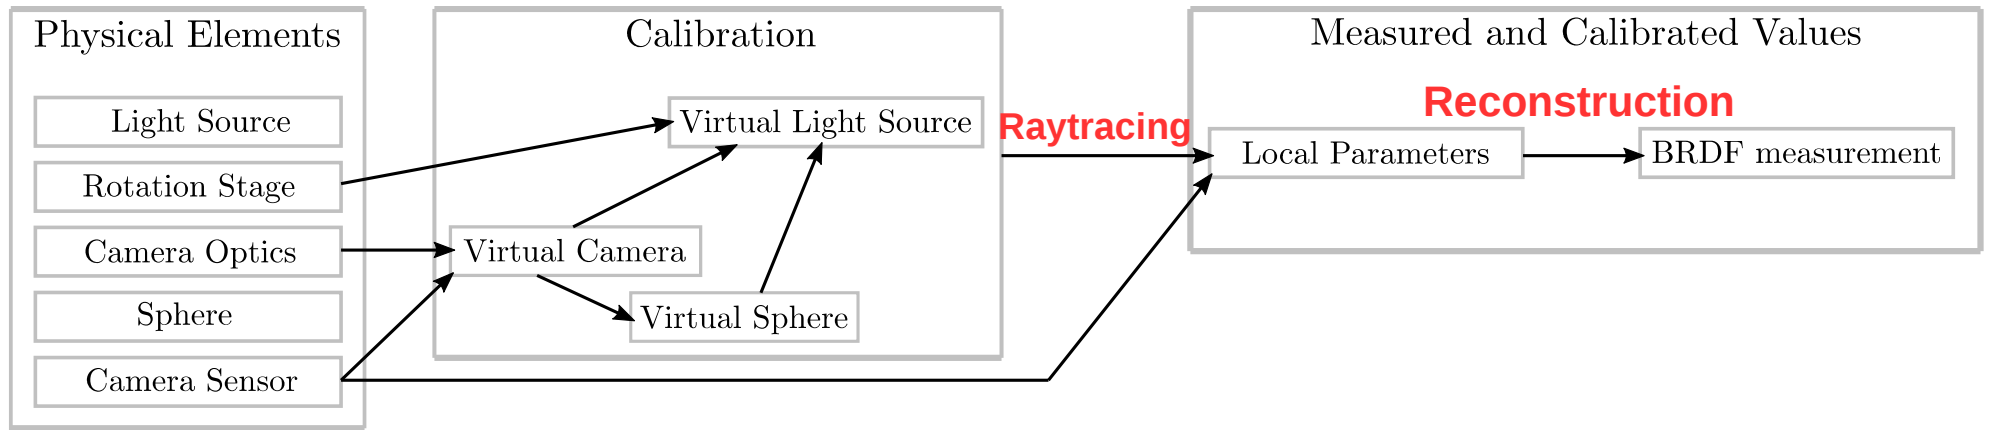 Physical Elements
Light Source
Rotation Stage
Camera Optics
Sphere
Camera Sensor
Calibration
Virtual Light Source
Virtual Camera
Virtual Sphere
Raytracing
Measured and Calibrated Values
Reconstruction
Local Parameters
BRDF measurement